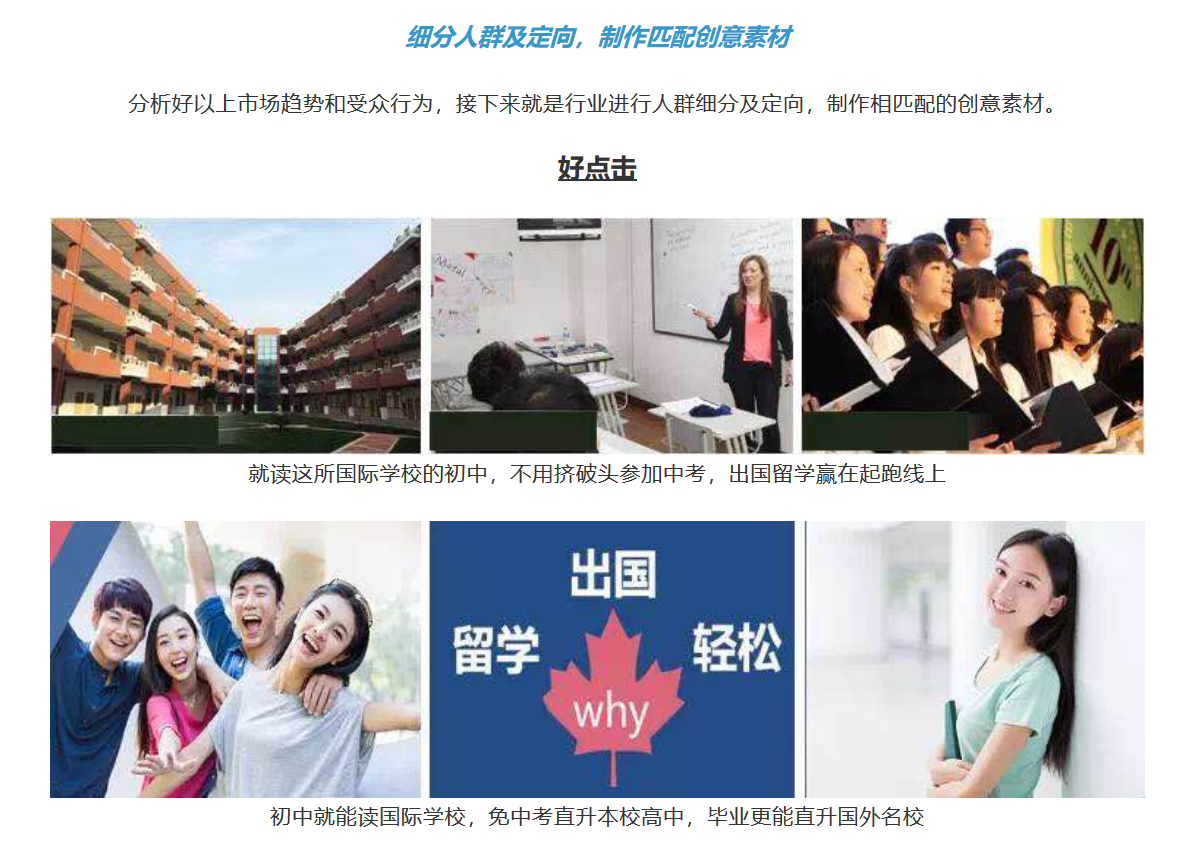 细分人群及定向，制作匹配创意素材
分析好以上市场趋势和受众行为，接下来就是行业进行人群细分及定向，制作相匹配的创意素材。
好点击
就读这所国际学校的初中，不用挤破头参加中考，出国留学赢在起跑线上
出国
留学
轻松
why
初中就能读国际学校，免中考直升本校高中，毕业更能直升国外名校